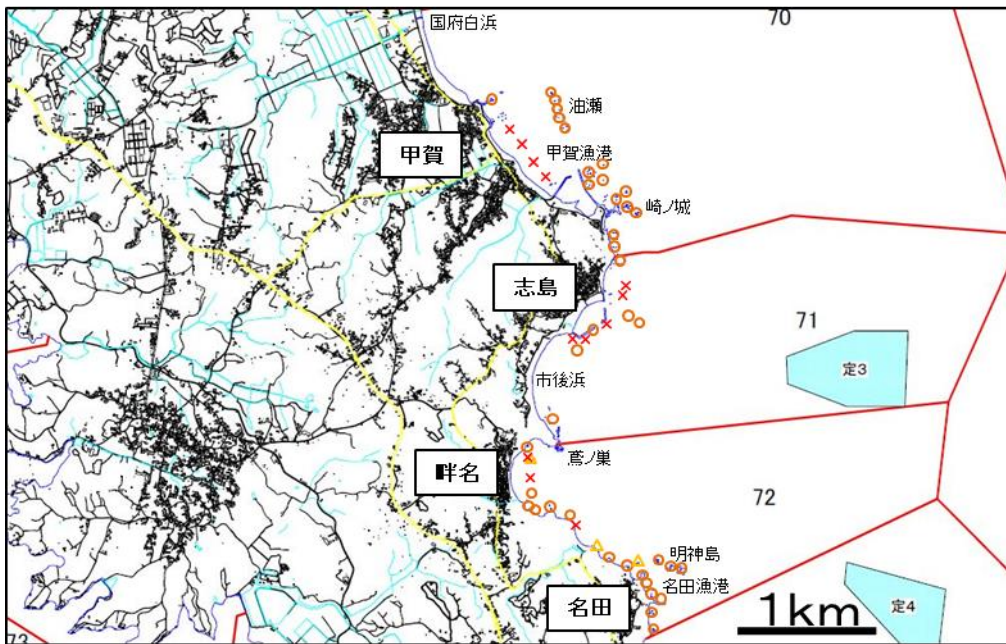 国府白浜
70
油瀬
甲賀
甲賀漁港
崎ノ城
志島
71
定3
市後浜
鳶ノ巣
畔名
72
明神島
名田漁港
名田
定4
1km
73